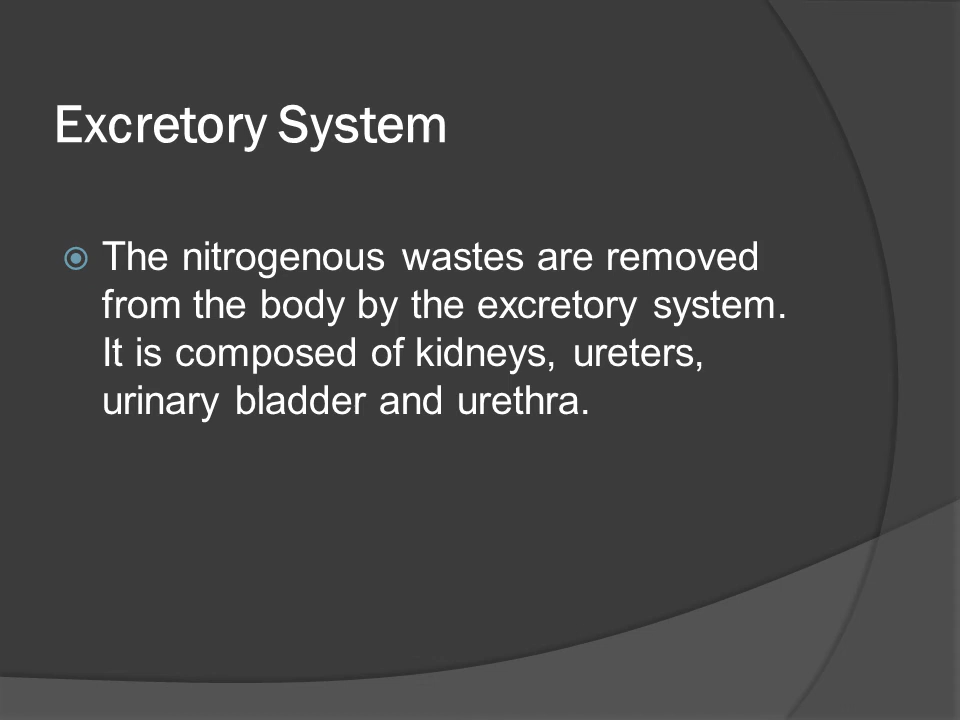 Excretory System
The nitrogenous wastes are removed
from the body by the excretory system.
It is composed of kidneys, ureters,
urinary bladder and urethra.